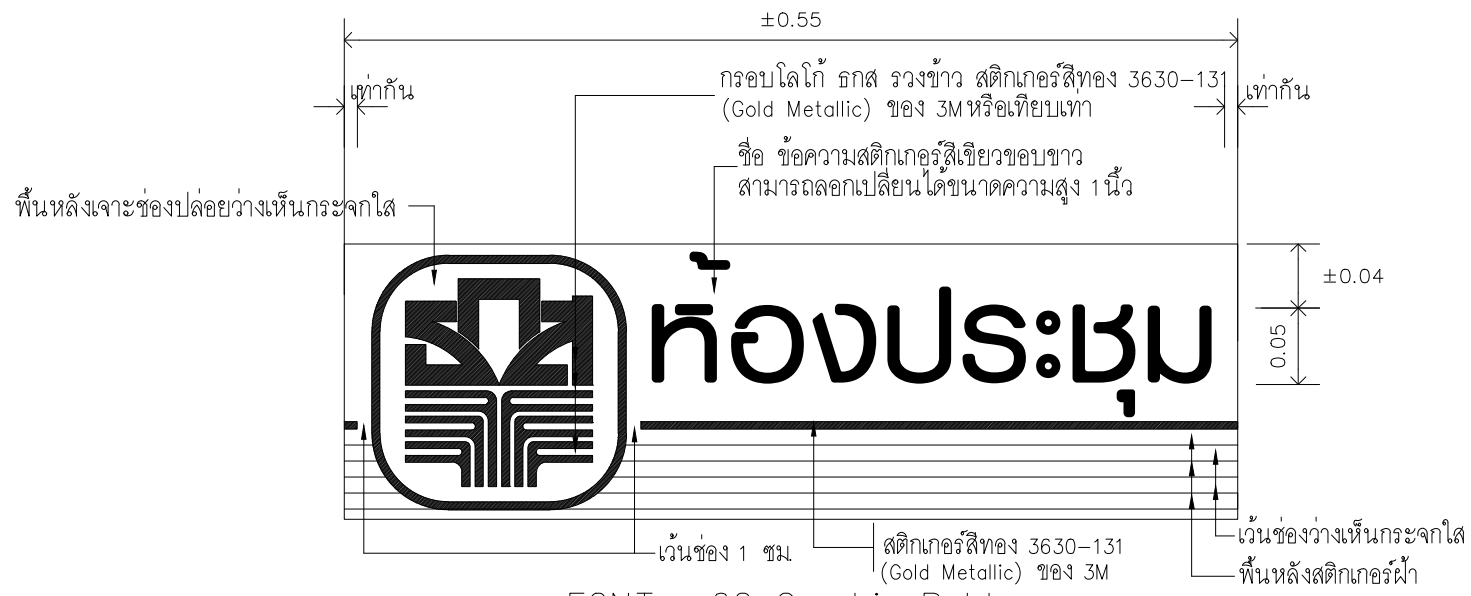 ±0.55
กรอบโลโก้ ธกส รวงข้าว สติกเกอร์สีทอง 3630-131
(Gold Metallic) ของ 3M หรือเทียบเท่า
เท่ากัน
เท่ากัน
ชื่อ ข้อความสติกเกอร์สีเขียวขอบขาว
สามารถลอกเปลี่ยนได้ขนาดความสูง 1 นิ้ว
พื้นหลังเจาะช่องปล่อยว่างเห็นกระจกใส
±0.04
ห้องประชุม
0.05
เว้นช่อง 1 ซม.
สติกเกอร์สีทอง 3630-131
(Gold Metallic) ของ 3M
เว้นช่องว่างเห็นกระจกใส
พื้นหลังสติกเกอร์ฝ้า